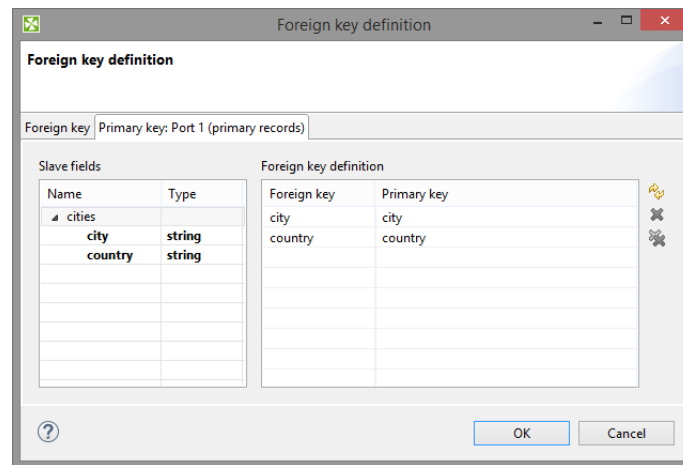 Foreign key definition
Foreign key definition
Foreign key Primary key: Port 1 (primary records)
Slave fields Foreign key definition
Name Type Foreign key Primary key
cities city city
city string country country
country string
? OK Cancel